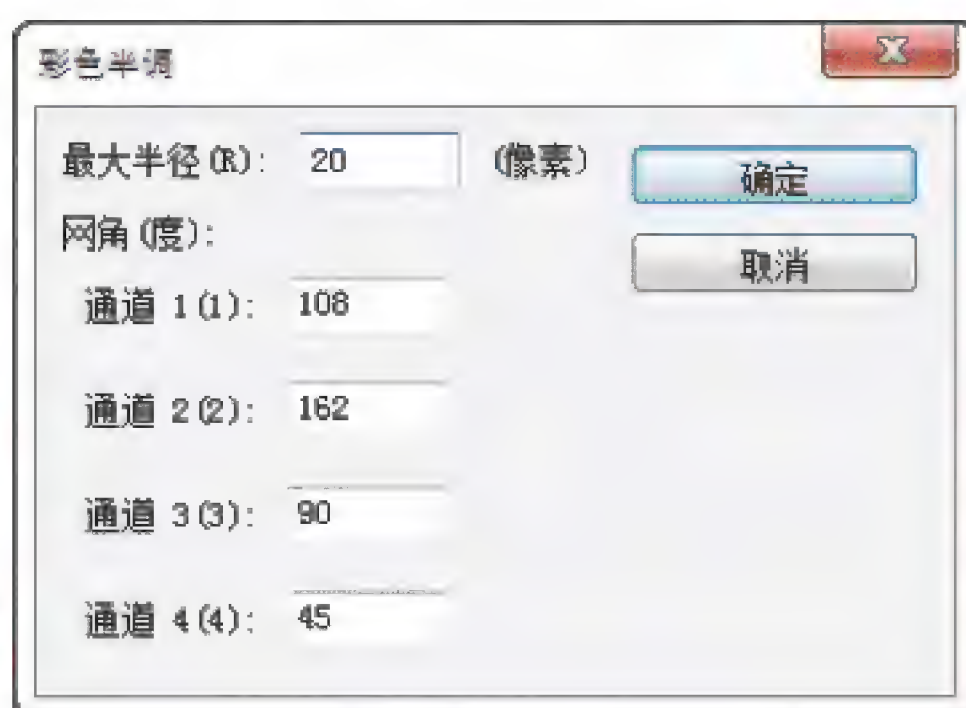 彩色半调
最大半径(R): 20 (像素) 确定
网角(度): 取消
通道 1(1): 108
通道 2(2): 162
通道 3(3): 90
通道 4(4): 45